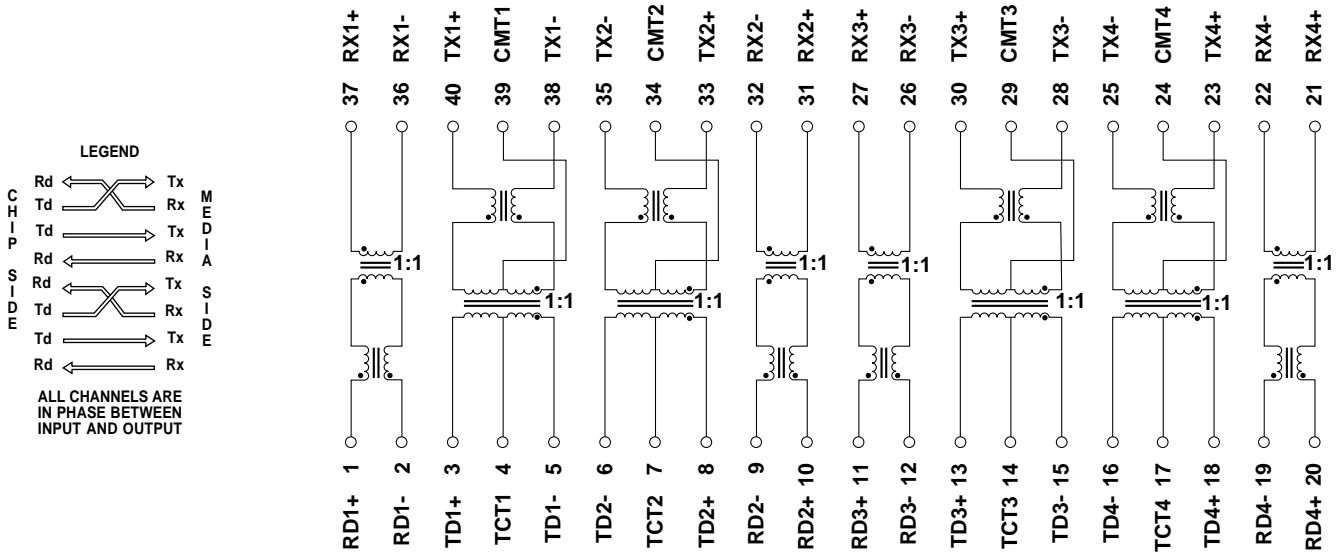 RX1+ RX1- TX1+ CMT1 TX1- TX2- CMT2 TX2+ RX2- RX2+ RX3+ RX3- TX3+ CMT3 TX3- TX4- CMT4 TX4+ RX4- RX4+
37 36 40 39 38 35 34 33 32 31 27 26 30 29 28 25 24 23 22 21
LEGEND
CHIP SIDE
MEDIA SIDE
Rd Tx
Td Rx
Td Tx
Rd Rx
Rd Tx
Td Rx
Td Tx
Rd Rx
ALL CHANNELS ARE
IN PHASE BETWEEN
INPUT AND OUTPUT
1:1 1:1 1:1 1:1 1:1 1:1 1:1 1:1
1 2 3 4 5 6 7 8 9 10 11 12 13 14 15 16 17 18 19 20
RD1+ RD1- TD1+ TCT1 TD1- TD2- TCT2 TD2+ RD2- RD2+ RD3+ RD3- TD3+ TCT3 TD3- TD4- TCT4 TD4+ RD4- RD4+